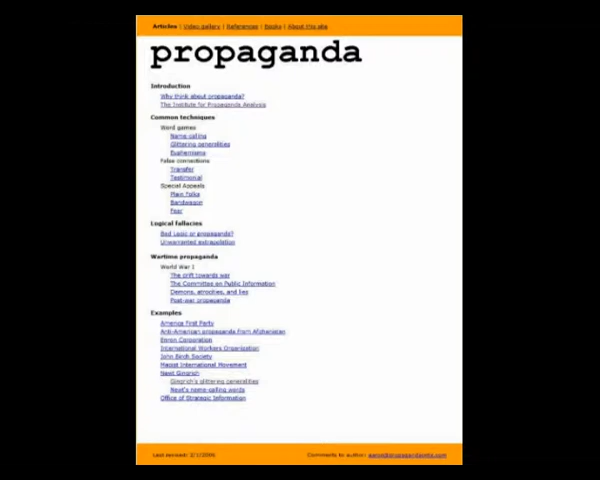 Articles | Video gallery | References | Books | About this site
propaganda
Introduction
Why think about propaganda?
The Institute for Propaganda Analysis
Common techniques
Word games
Name calling
Glittering generalities
Euphemisms
False connections
Transfer
Testimonial
Special Appeals
Plain Folks
Bandwagon
Fear
Logical fallacies
Bad Logic or propaganda?
Unwarranted extrapolation
Wartime propaganda
World War I
The drift towards war
The Committee on Public Information
Demons, atrocities, and lies
Post-war propaganda
Examples
America First Party
Anti-American propaganda from Afghanistan
Enron Corporation
International Workers Organization
John Birch Society
Maoist International Movement
Newt Gingrich
Gingrich's glittering generalities
Newt's name-calling words
Office of Strategic Information
Last revised: 2/1/2006
Comments to author: